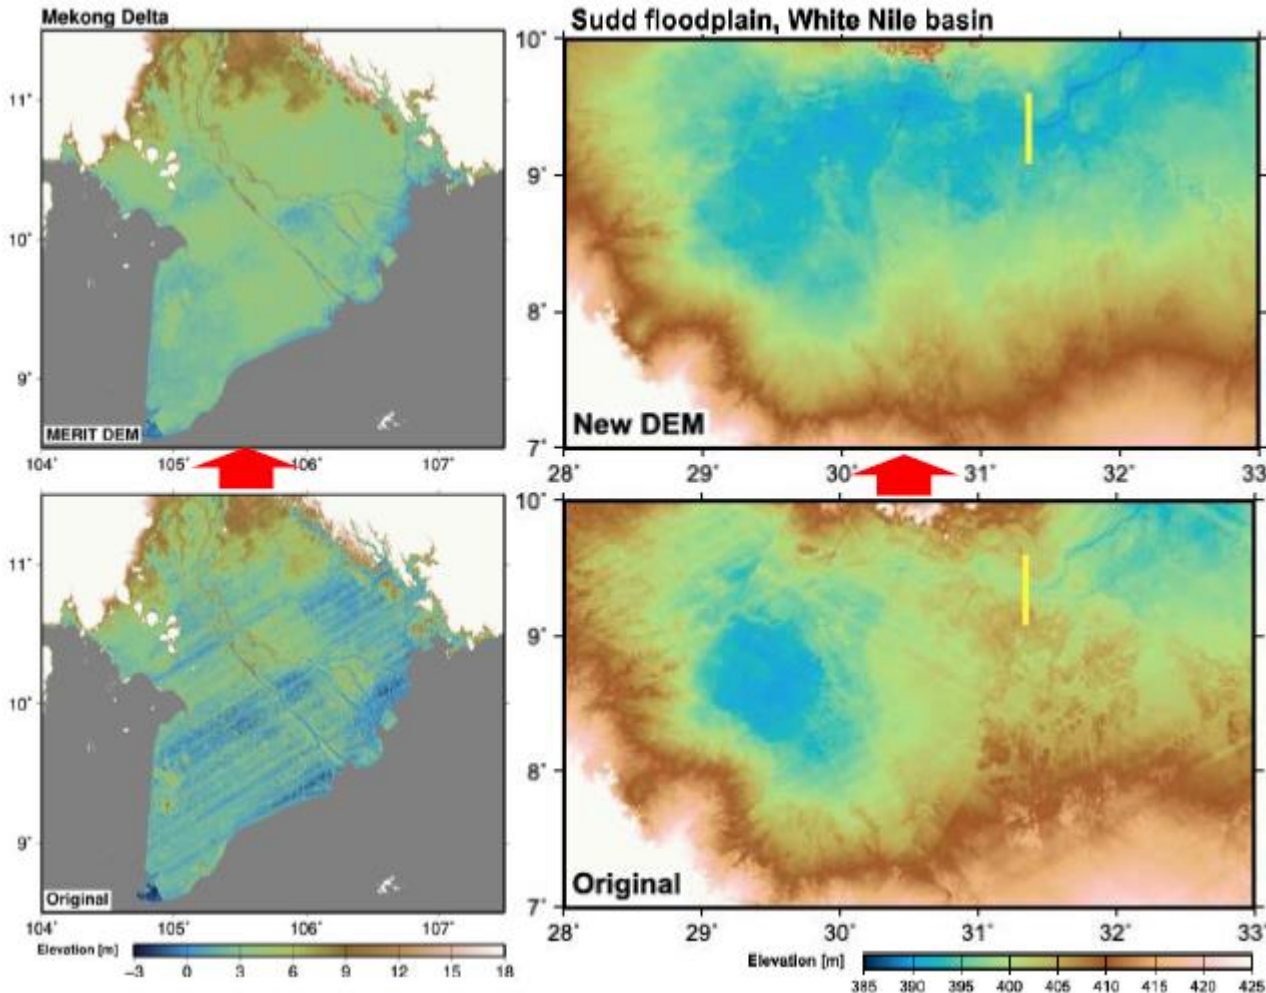 Mekong Delta
11˚
10˚
9˚
MERIT DEM
104˚ 105˚ 106˚ 107˚
Sudd floodplain, White Nile basin
10˚
9˚
8˚
7˚
New DEM
28˚ 29˚ 30˚ 31˚ 32˚ 33
11˚
10˚
9˚
Original
104˚ 105˚ 106˚ 107˚
Elevation [m]
−3 0 3 6 9 12 15 18
10˚
9˚
8˚
7˚
Original
28˚ 29˚ 30˚ 31˚ 32˚ 33˚
Elevation [m]
385 390 395 400 405 410 415 420 425